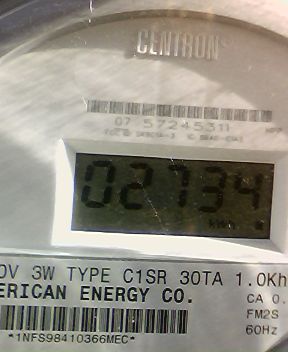 CENTRON
07 57245311
02734
kWh
0V 3W TYPE C1SR 30TA 1.0Kh
ERICAN ENERGY CO. CA 0.
FM2S
60Hz
*1NFS98410366MEC*